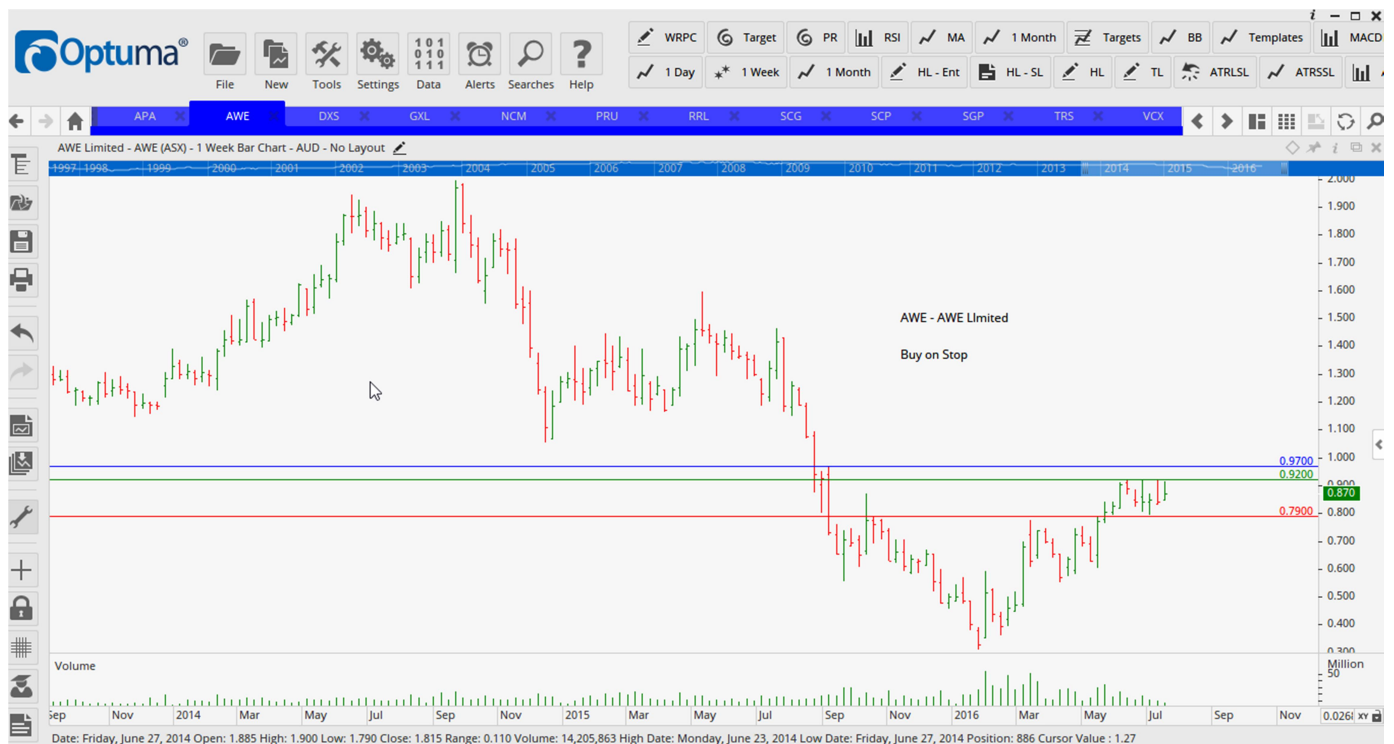 i
Optuma®
File
New
Tools
Settings
101 010 111
Data
Alerts
Searches
?
Help
WRPC
Target
PR
RSI
MA
1 Month
Targets
BB
Templates
MACD
1 Day
1 Week
1 Month
HL - Ent
HL - SL
HL
TL
ATRLSL
ATRSSL
APA
AWE
DXS
GXL
NCM
PRU
RRL
SCG
SCP
SGP
TRS
VCX
AWE Limited - AWE (ASX) - 1 Week Bar Chart - AUD - No Layout
1997 1998 1999 2000 2001 2002 2003 2004 2005 2006 2007 2008 2009 2010 2011 2012 2013 2014 2015 2016
2.000
1.900
1.800
1.700
1.600
1.500
AWE - AWE LImited
1.400
Buy on Stop
1.300
1.200
1.100
1.000
0.9700
0.9200
0.900
0.870
0.800
0.7900
0.700
0.600
0.500
0.400
0.300
Volume
Million
50
Sep Nov 2014 Mar May Jul Sep Nov 2015 Mar May Jul Sep Nov 2016 Mar May Jul Sep Nov
XY
Date: Friday, June 27, 2014 Open: 1.885 High: 1.900 Low: 1.790 Close: 1.815 Range: 0.110 Volume: 14,205,863 High Date: Monday, June 23, 2014 Low Date: Friday, June 27, 2014 Position: 886 Cursor Value : 1.27